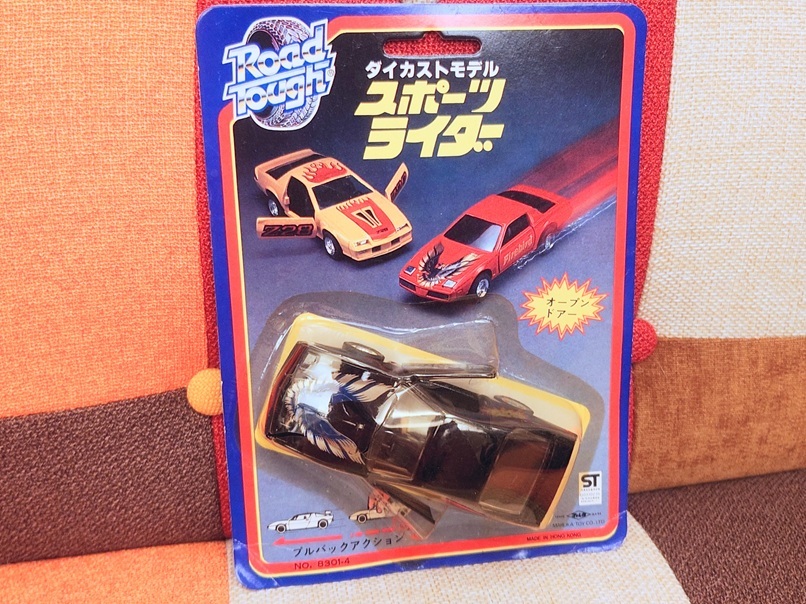 Road
Tough
ダイカストモデル
スポーツ
ライダー
Z28
Firebird
オープン
ドアー
ST
プルバックアクション
NO. 8301-4
MADE IN HONG KONG